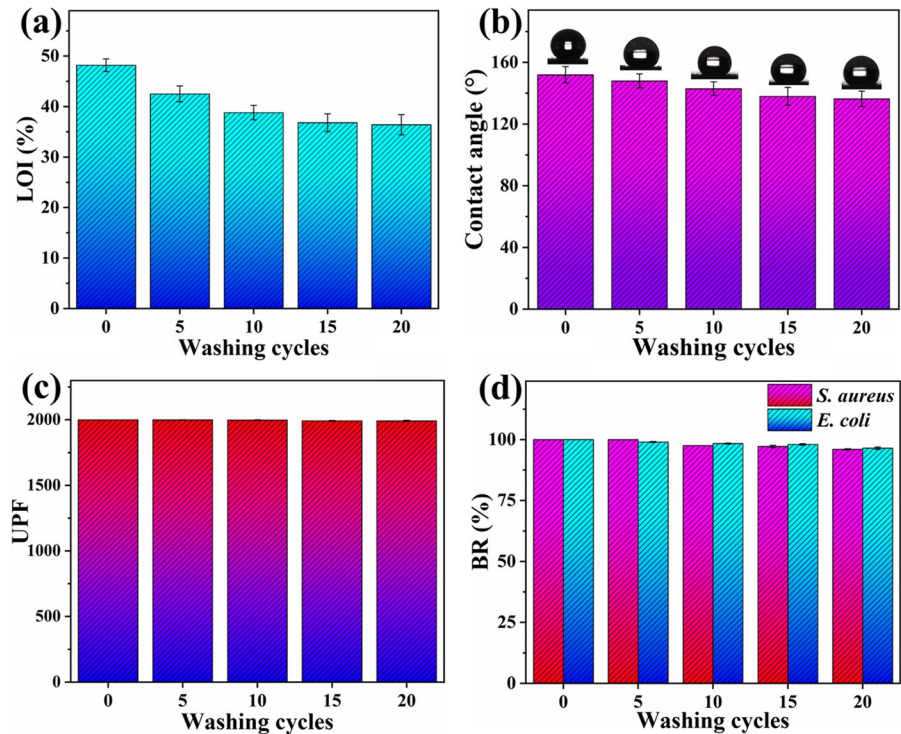 (a)
LOI (%)
50
40
30
20
10
0
0 5 10 15 20
Washing cycles
(b)
Contact angle (°)
160
120
80
40
0
0 5 10 15 20
Washing cycles
(c)
UPF
2000
1500
1000
500
0
0 5 10 15 20
Washing cycles
(d)
S. aureus
E. coli
BR (%)
100
75
50
25
0
0 5 10 15 20
Washing cycles